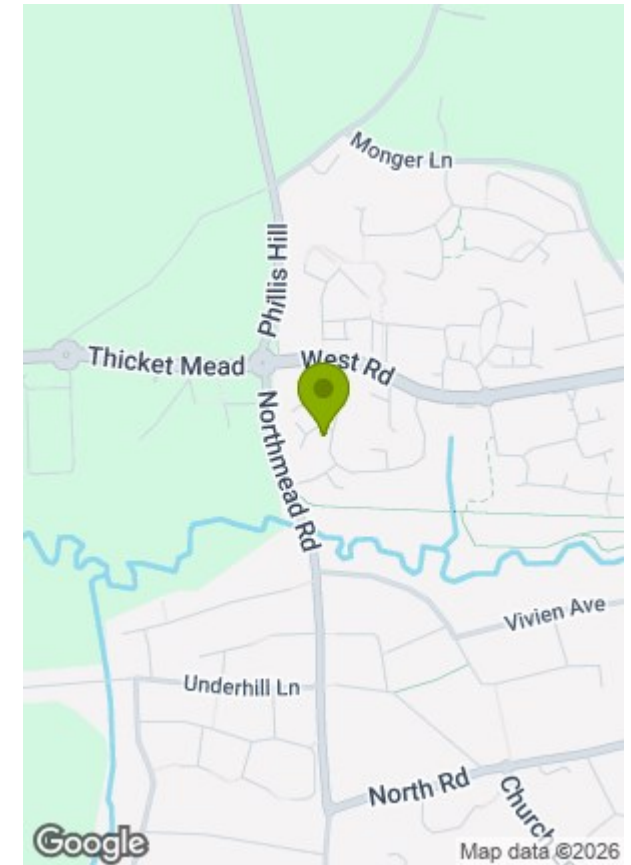 Monger Ln
Phillis Hill
Thicket Mead
West Rd
Northmead Rd
Vivien Ave
Underhill Ln
North Rd
Church
Google
Map data ©2026